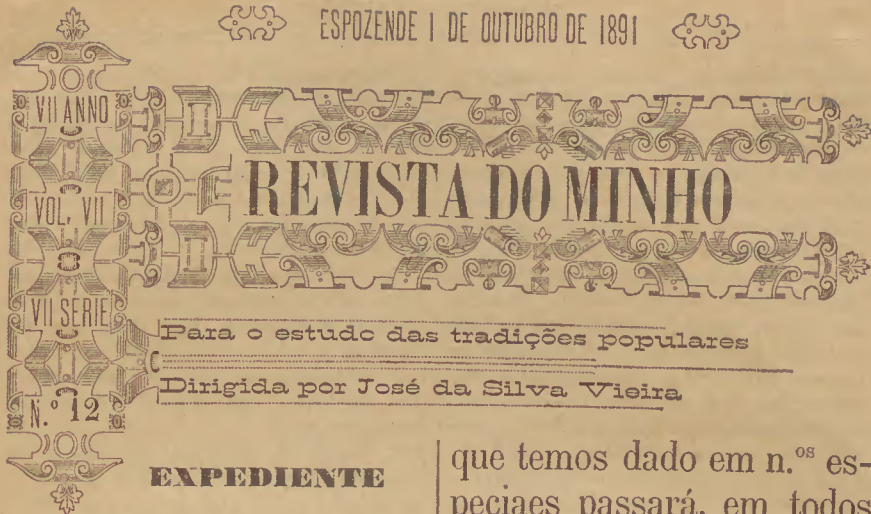 ESPOZENDE 1 DE OUTUBRO DE 1891
VII ANNO
VOL, VII
VII SERIE
N.º 12
REVISTA DO MINHO
Para o estudo das tradições populares
Dirigida por José da Silva Vieira
EXPEDIENTE
que temos dado em n.ºs es-
peciaes passará, em todos